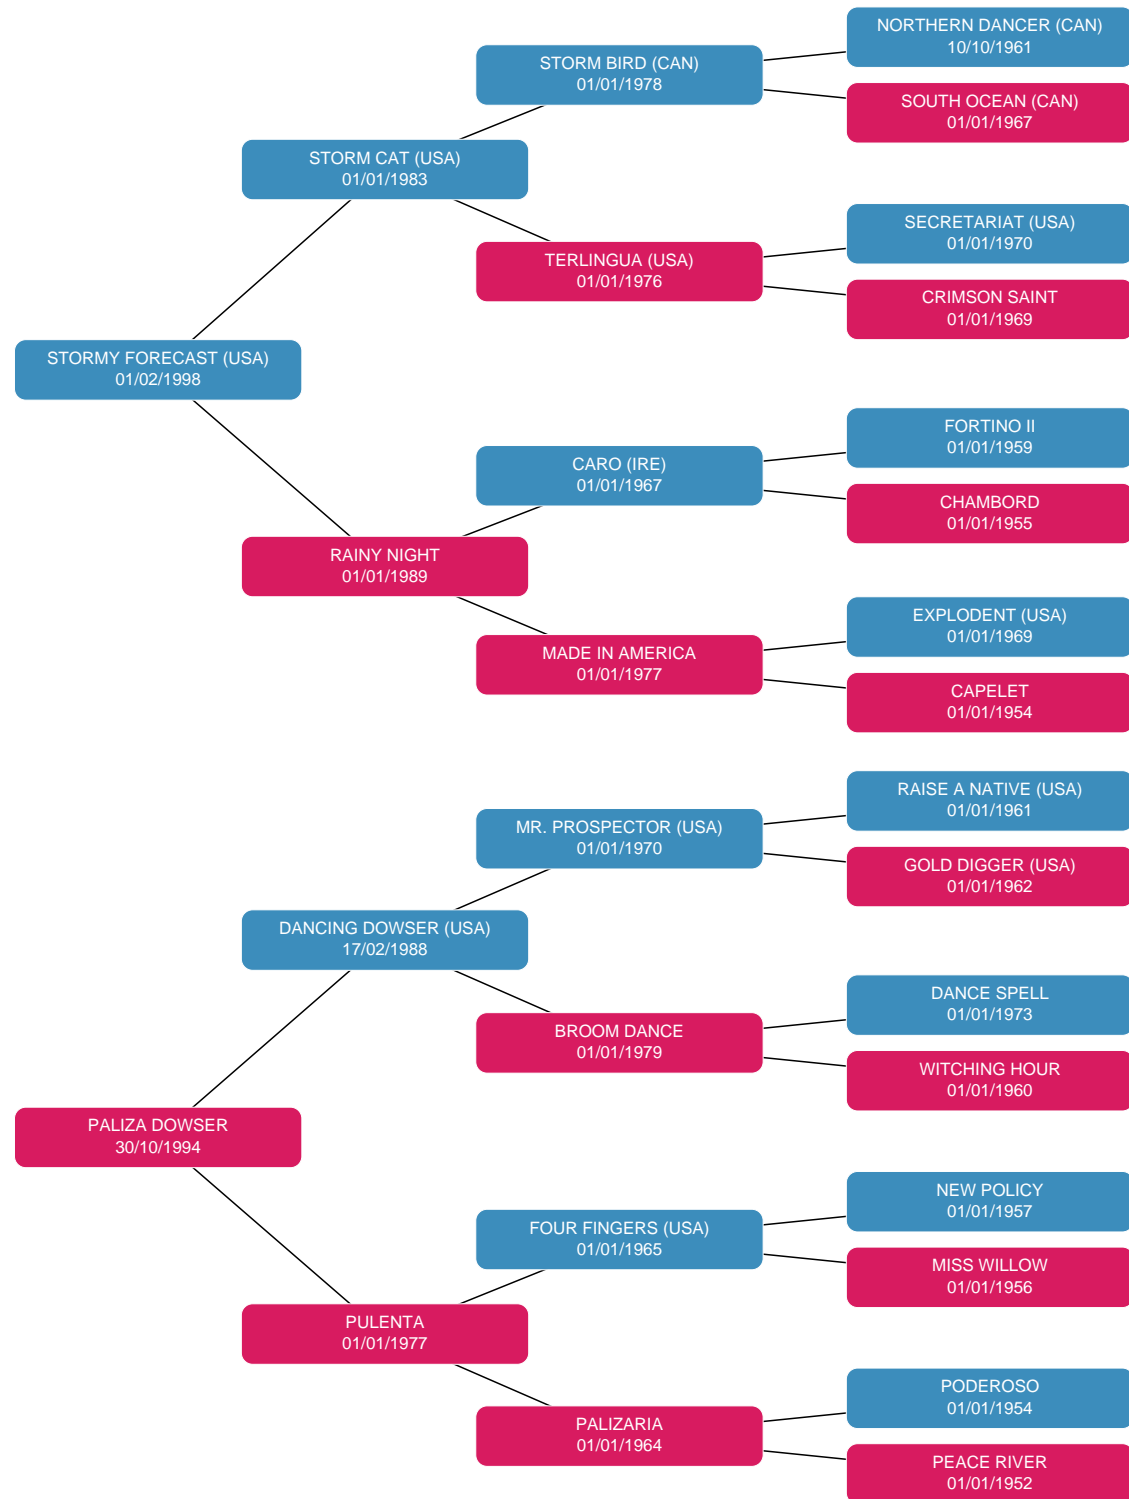 NORTHERN DANCER (CAN)
10/10/1961
STORM BIRD (CAN)
01/01/1978
SOUTH OCEAN (CAN)
01/01/1967
STORM CAT (USA)
01/01/1983
SECRETARIAT (USA)
01/01/1970
TERLINGUA (USA)
01/01/1976
CRIMSON SAINT
01/01/1969
STORMY FORECAST (USA)
01/02/1998
FORTINO II
01/01/1959
CARO (IRE)
01/01/1967
CHAMBORD
01/01/1955
RAINY NIGHT
01/01/1989
EXPLODENT (USA)
01/01/1969
MADE IN AMERICA
01/01/1977
CAPELET
01/01/1954
RAISE A NATIVE (USA)
01/01/1961
MR. PROSPECTOR (USA)
01/01/1970
GOLD DIGGER (USA)
01/01/1962
DANCING DOWSER (USA)
17/02/1988
DANCE SPELL
01/01/1973
BROOM DANCE
01/01/1979
WITCHING HOUR
01/01/1960
PALIZA DOWSER
30/10/1994
NEW POLICY
01/01/1957
FOUR FINGERS (USA)
01/01/1965
MISS WILLOW
01/01/1956
PULENTA
01/01/1977
PODEROSO
01/01/1954
PALIZARIA
01/01/1964
PEACE RIVER
01/01/1952